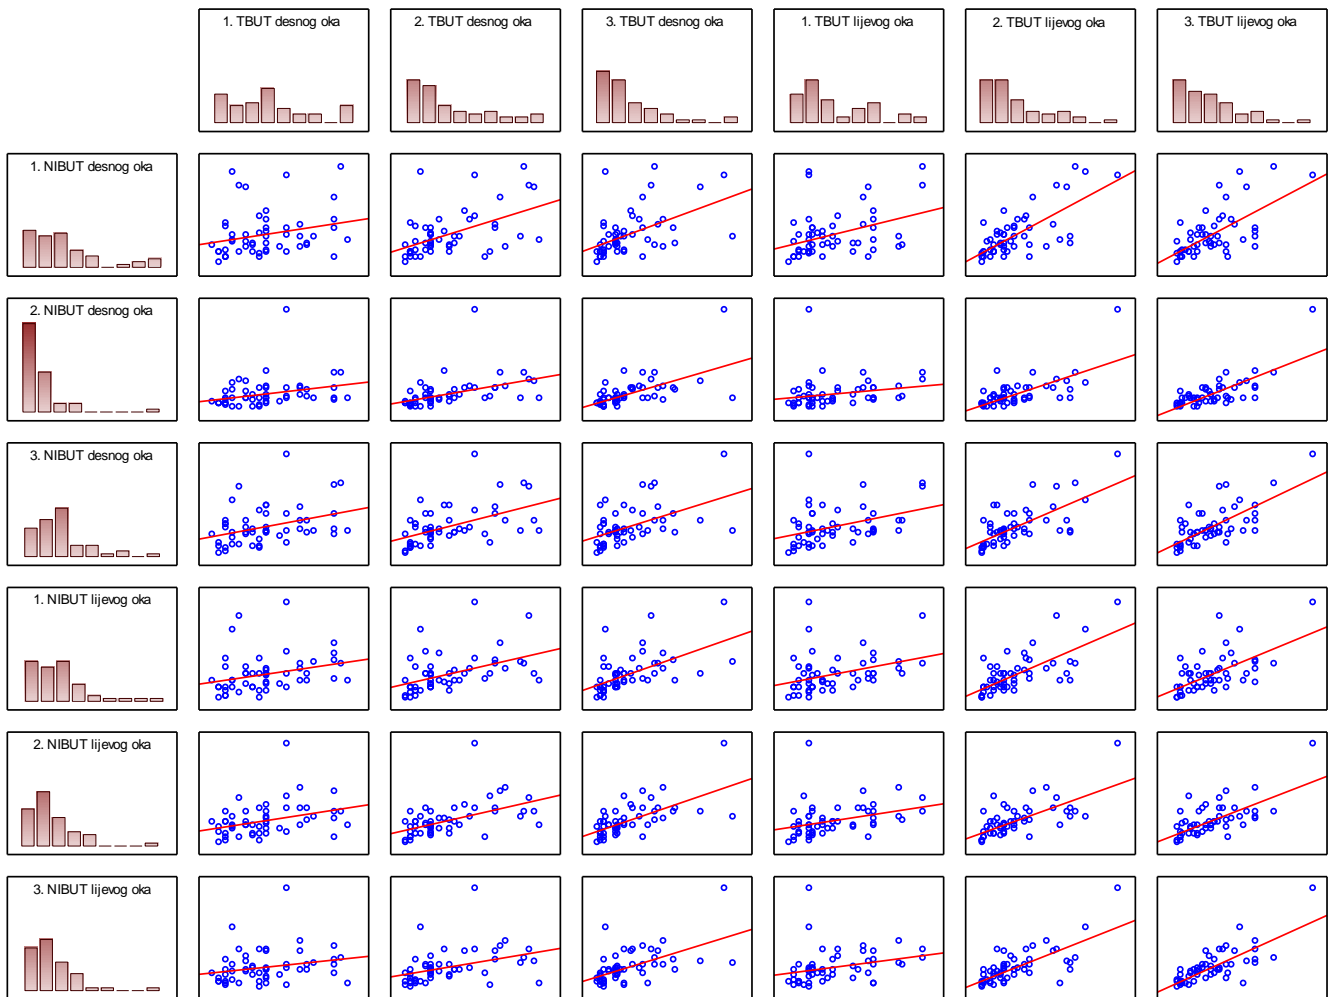 1. TBUT desnog oka
2. TBUT desnog oka
3. TBUT desnog oka
1. TBUT lijevog oka
2. TBUT lijevog oka
3. TBUT lijevog oka
1. NIBUT desnog oka
2. NIBUT desnog oka
3. NIBUT desnog oka
1. NIBUT lijevog oka
2. NIBUT lijevog oka
3. NIBUT lijevog oka